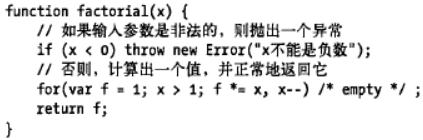 function factorial(x) {
    // 如果输入参数是非法的，则抛出一个异常
    if (x < 0) throw new Error("x不能是负数");
    // 否则，计算出一个值，并正常地返回它
    for(var f = 1; x > 1; f *= x, x--) /* empty */ ;
    return f;
}